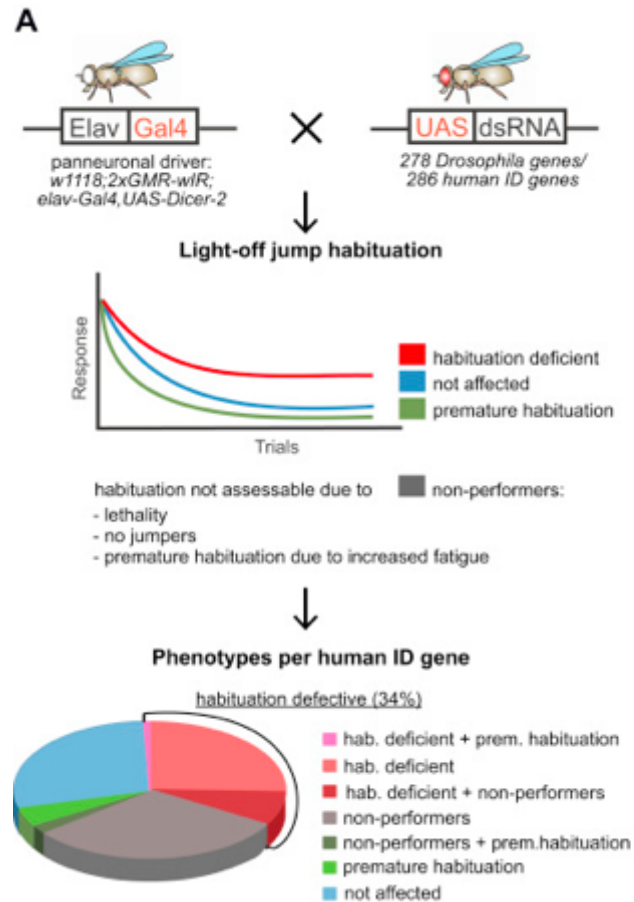 A
Elav Gal4
UAS dsRNA
panneuronal driver:
w1118;2xGMR-wIR;
elav-Gal4,UAS-Dicer-2
278 Drosophila genes/
286 human ID genes
Light-off jump habituation
Response
Trials
habituation deficient
not affected
premature habituation
habituation not assessable due to
non-performers:
- lethality
- no jumpers
- premature habituation due to increased fatigue
Phenotypes per human ID gene
habituation defective (34%)
hab. deficient + prem. habituation
hab. deficient
hab. deficient + non-performers
non-performers
non-performers + prem.habituation
premature habituation
not affected